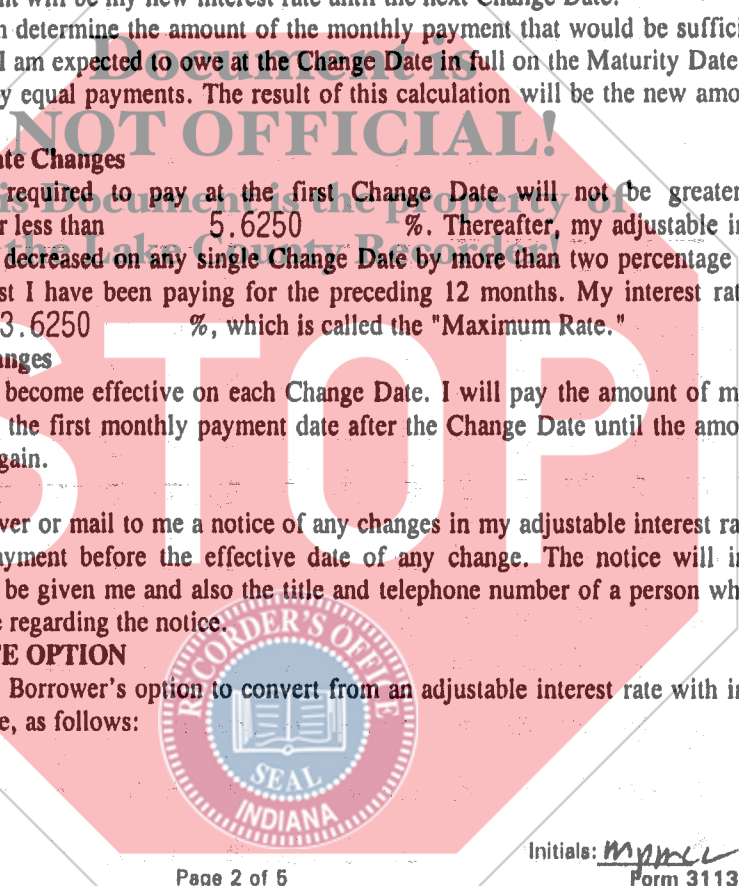 nt will be my new interest rate until the next Change Date.
n determine the amount of the monthly payment that would be suffici
I am expected to owe at the Change Date in full on the Maturity Date
y equal payments. The result of this calculation will be the new amo
Document is
NOT OFFICIAL!
This Document is the property of
the Lake County Recorder!
ate Changes
required to pay at the first Change Date will not be greater
r less than 5.6250 %. Thereafter, my adjustable in
decreased on any single Change Date by more than two percentage
st I have been paying for the preceding 12 months. My interest rat
3.6250 %, which is called the "Maximum Rate."
anges
become effective on each Change Date. I will pay the amount of m
the first monthly payment date after the Change Date until the amo
gain.
STOP
ver or mail to me a notice of any changes in my adjustable interest ra
ayment before the effective date of any change. The notice will in
be given me and also the title and telephone number of a person wh
e regarding the notice.
TE OPTION
Borrower's option to convert from an adjustable interest rate with in
e, as follows:
RECORDER'S OFFICE
SEAL
INDIANA
Initials:
Page 2 of 5
Form 3113